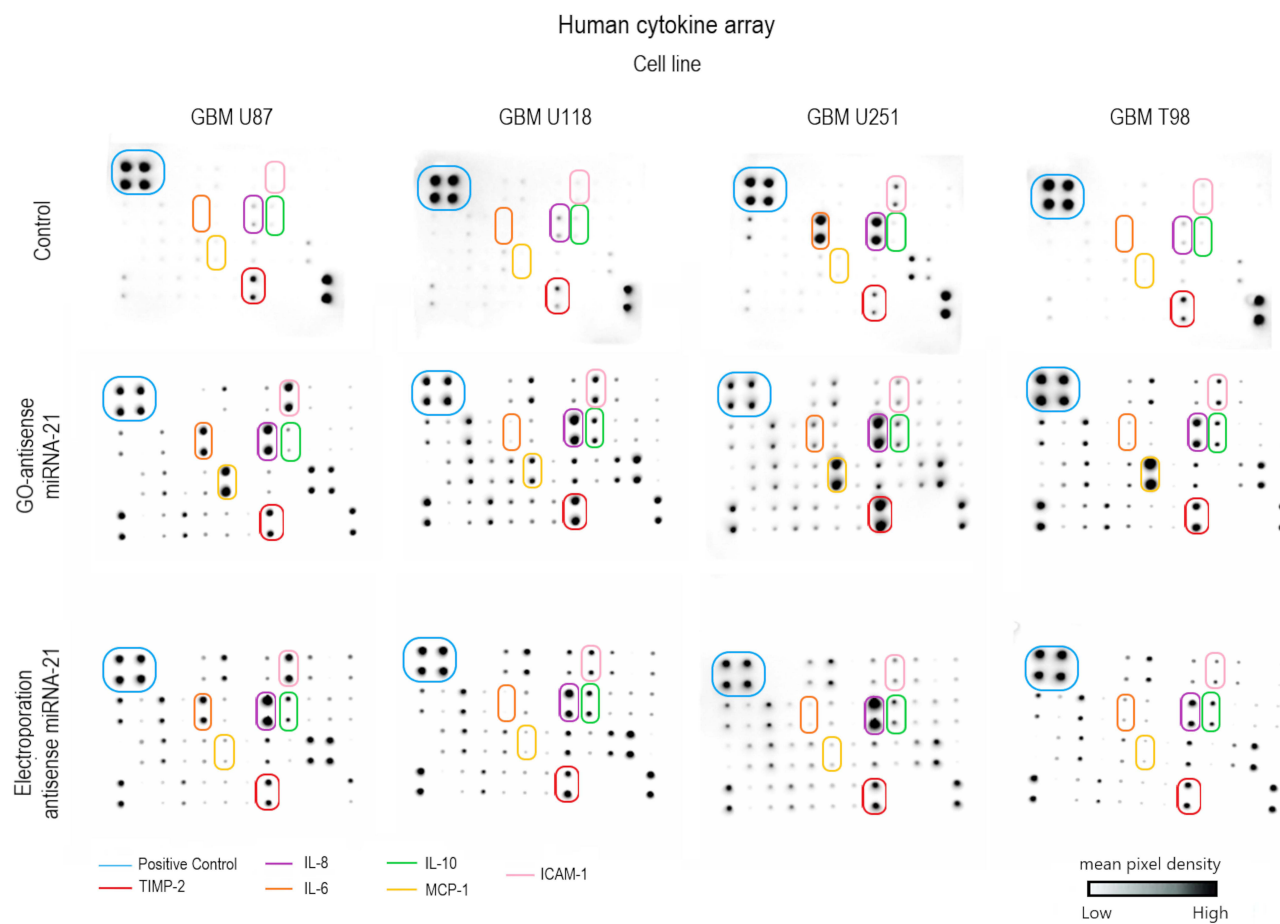 Human cytokine array
Cell line
GBM U87
GBM U118
GBM U251
GBM T98
Control
GO-antisense
miRNA-21
Electroporation
antisense miRNA-21
Positive Control
IL-8
IL-10
ICAM-1
TIMP-2
IL-6
MCP-1
mean pixel density
Low
High